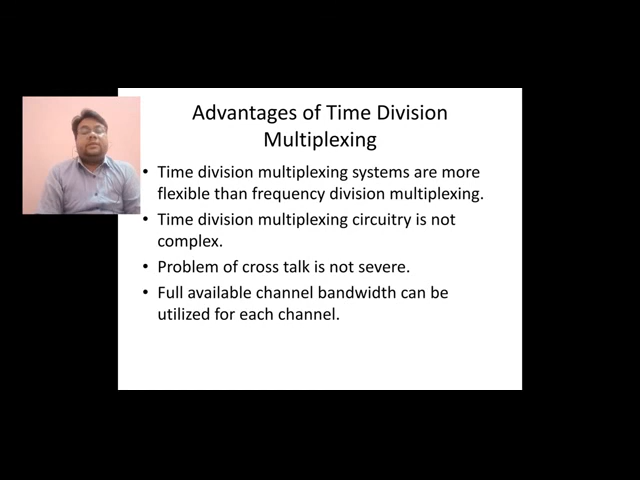 Advantages of Time Division
Multiplexing
• Time division multiplexing systems are more
flexible than frequency division multiplexing.
• Time division multiplexing circuitry is not
complex.
• Problem of cross talk is not severe.
• Full available channel bandwidth can be
utilized for each channel.